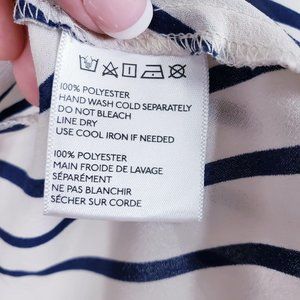 100% POLYESTER
HAND WASH COLD SEPARATELY
DO NOT BLEACH
LINE DRY
USE COOL IRON IF NEEDED
100% POLYESTER
MAIN FROIDE DE LAVAGE
SÉPARÉMENT
NE PAS BLANCHIR
SÉCHER SUR CORDE